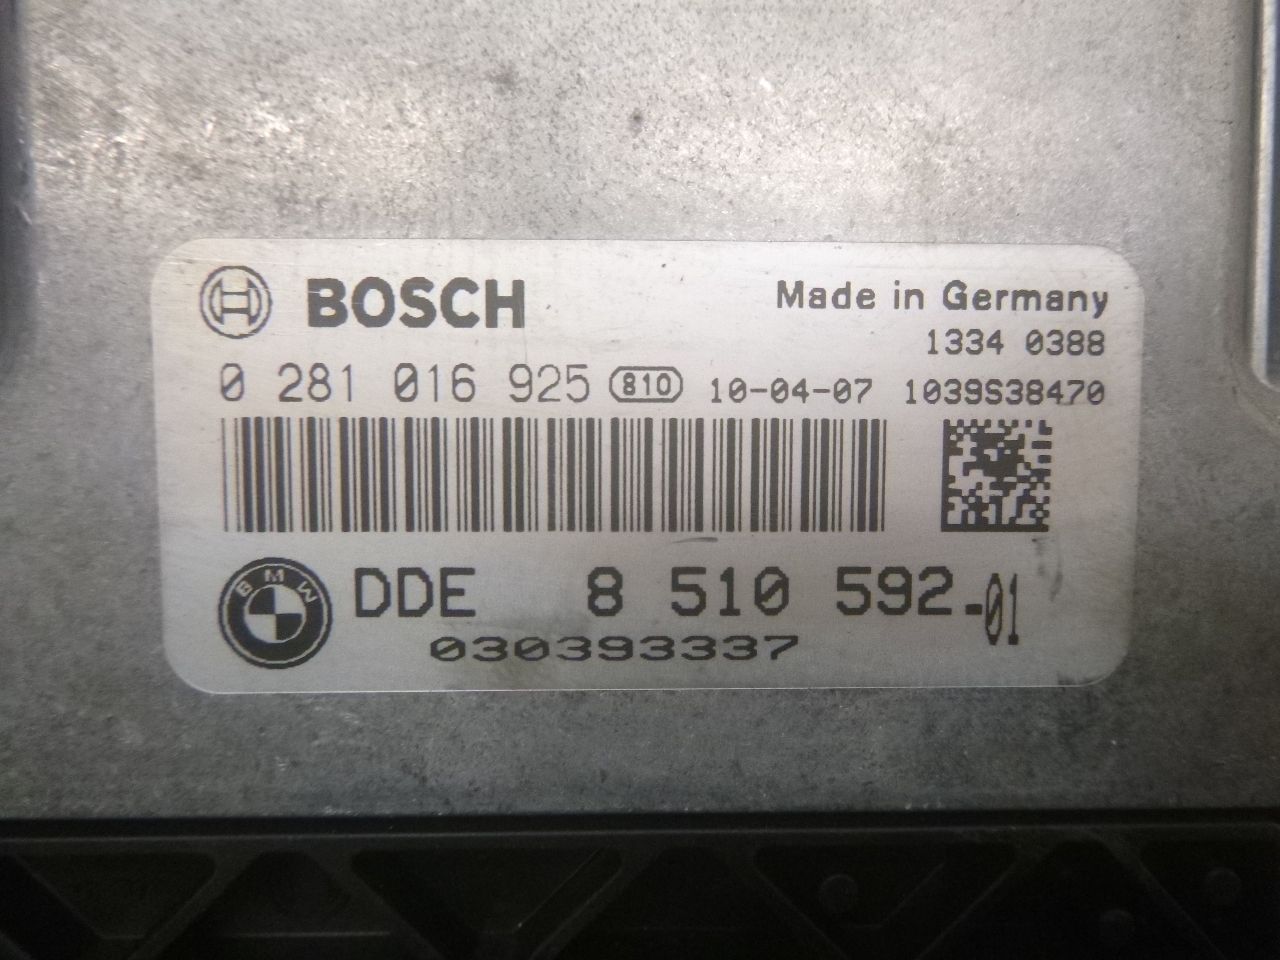 BOSCH
Made in Germany
1334 0388
0 281 016 925 810 10-04-07 1039S38470
BMW
DDE 8 510 592.-01
030393337